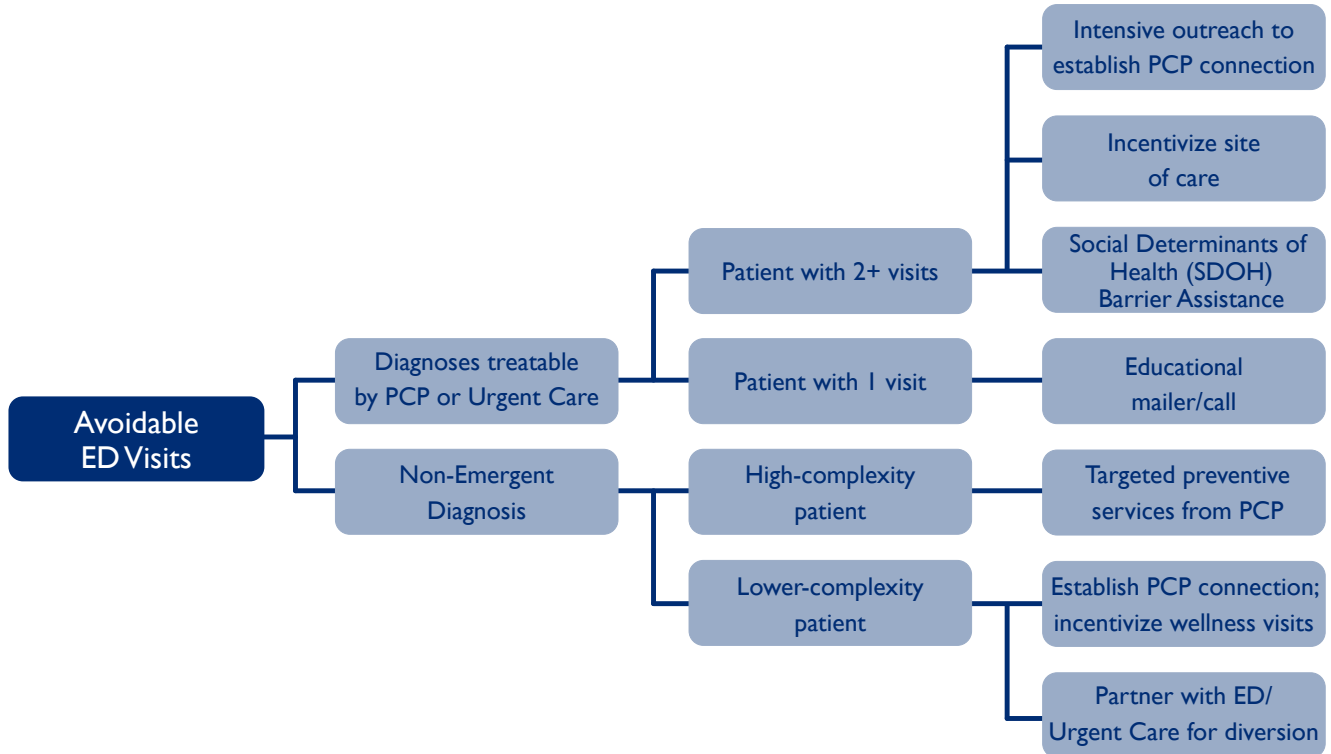 Intensive outreach to
establish PCP connection
Incentivize site
of care
Social Determinants of
Health (SDOH)
Barrier Assistance
Patient with 2+ visits
Diagnoses treatable
by PCP or Urgent Care
Patient with 1 visit
Educational
mailer/call
Avoidable
ED Visits
Non-Emergent
Diagnosis
High-complexity
patient
Targeted preventive
services from PCP
Lower-complexity
patient
Establish PCP connection;
incentivize wellness visits
Partner with ED/
Urgent Care for diversion